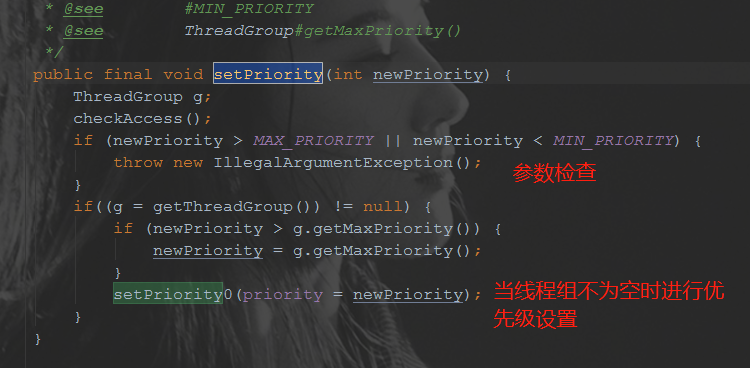 * @see #MIN_PRIORITY
* @see ThreadGroup#getMaxPriority()
*/
public final void setPriority(int newPriority) {
ThreadGroup g;
checkAccess();
if (newPriority > MAX_PRIORITY || newPriority < MIN_PRIORITY) {
throw new IllegalArgumentException();
参数检查
}
if((g = getThreadGroup()) != null) {
if (newPriority > g.getMaxPriority()) {
newPriority = g.getMaxPriority();
}
setPriority0(priority = newPriority);
当线程组不为空时进行优
先级设置
}
}